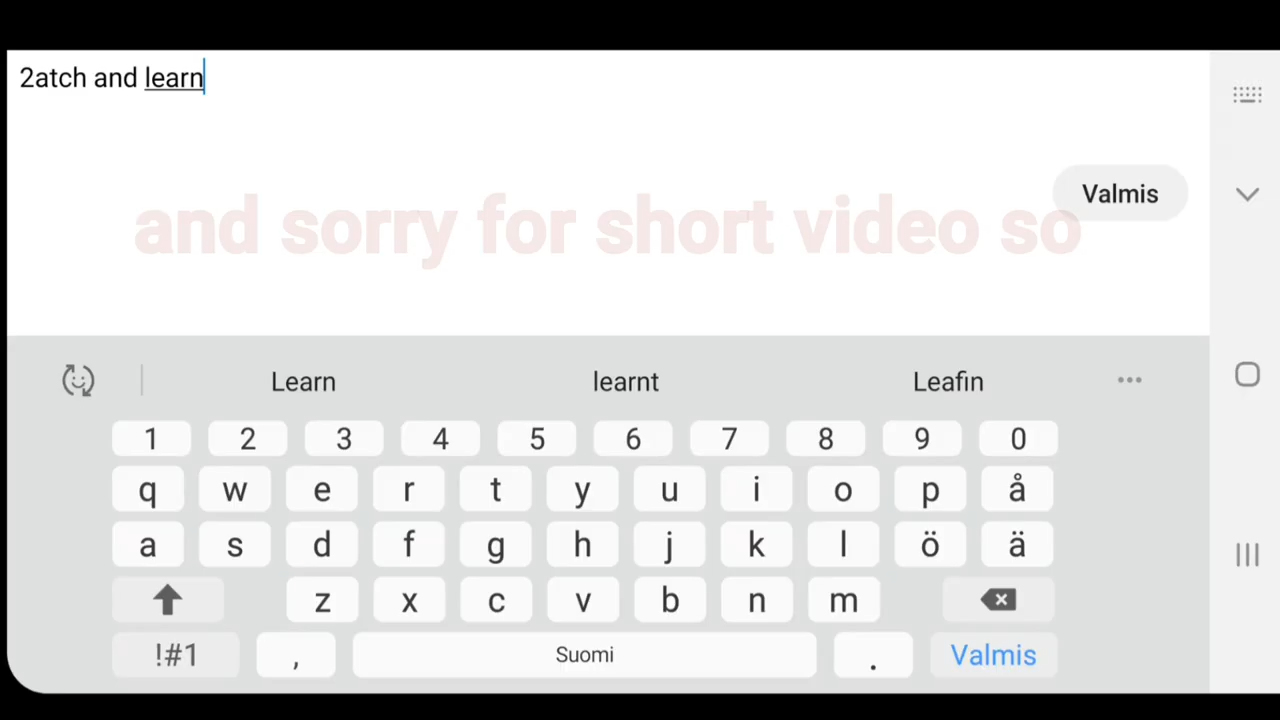 2atch and learn
Valmis
and sorry for short video so
Learn learnt Leafin
1 2 3 4 5 6 7 8 9 0
q w e r t y u i o p å
a s d f g h j k l ö ä
z x c v b n m
!#1 , Suomi . Valmis